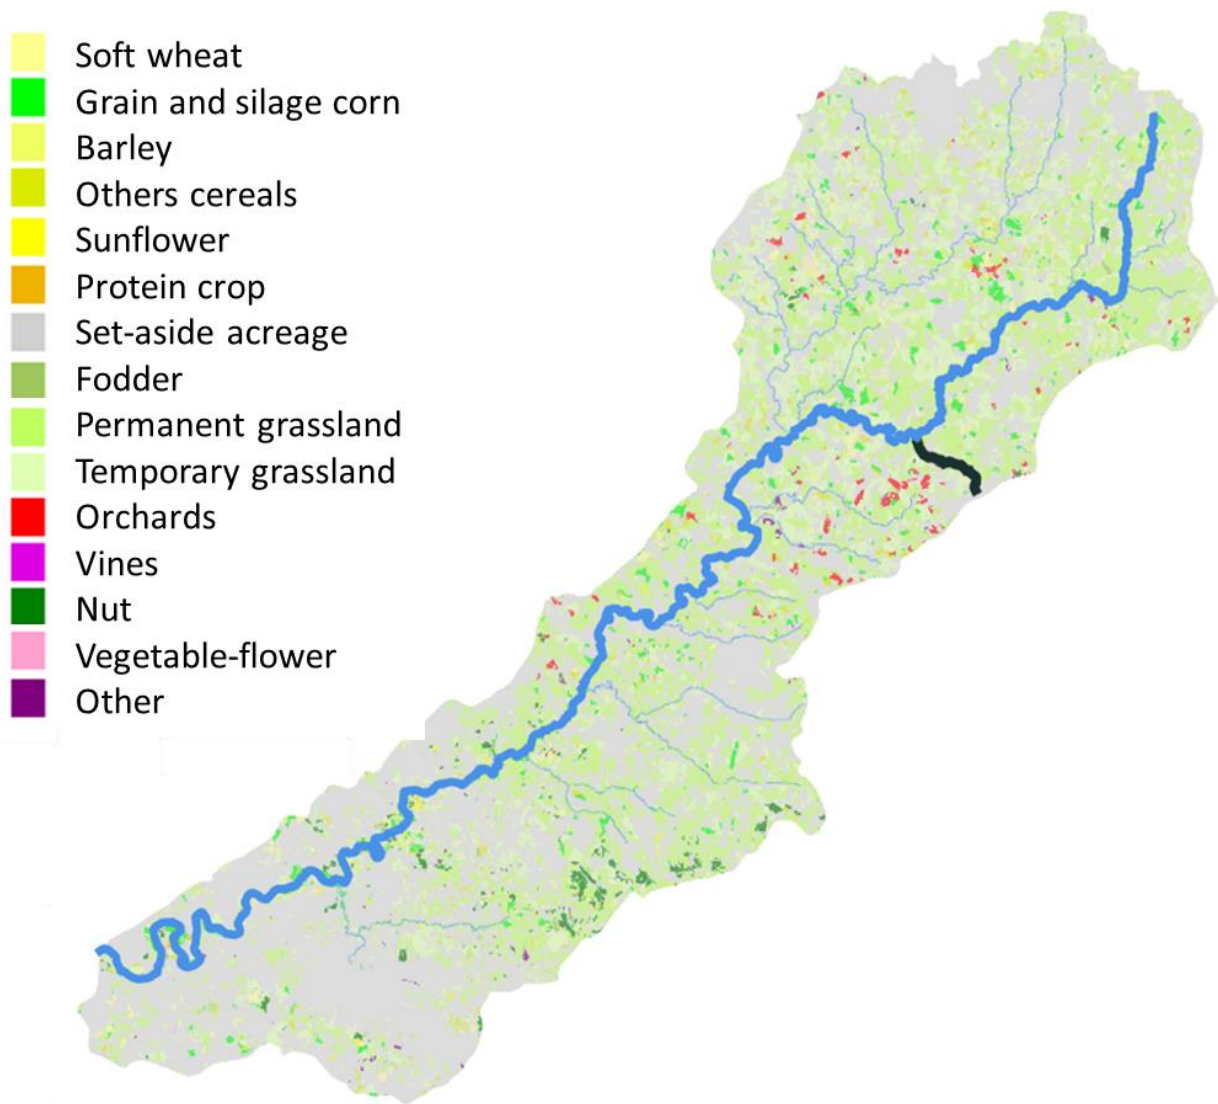 Soft wheat
Grain and silage corn
Barley
Others cereals
Sunflower
Protein crop
Set-aside acreage
Fodder
Permanent grassland
Temporary grassland
Orchards
Vines
Nut
Vegetable-flower
Other